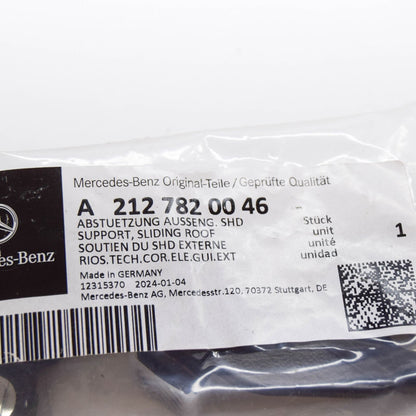 Mercedes-Benz Original-Teile/Geprüfte Qualität
A 212 782 00 46 -
ABSTUETZUNG AUSSENG. SHD Stück
SUPPORT, SLIDING ROOF unit 1
SOUTIEN DU SHD EXTERNE unité
RIOS.TECH.COR.ELE.GUI.EXT unidad
des-Benz
Made in GERMANY
12315370 2024-01-04
Mercedes-Benz AG, Mercedesstr.120, 70372 Stuttgart, DE